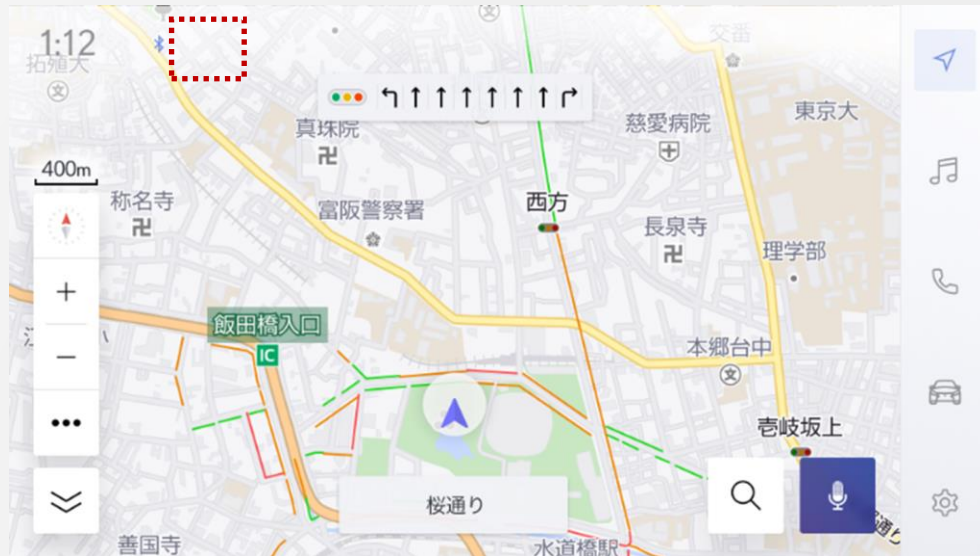 1:12
拓殖大
交番
東京大
慈愛病院
真珠院
400m
称名寺
富阪警察署
西方
長泉寺
理学部
飯田橋入口
IC
本郷台中
壱岐坂上
桜通り
善国寺
水道橋駅
通り